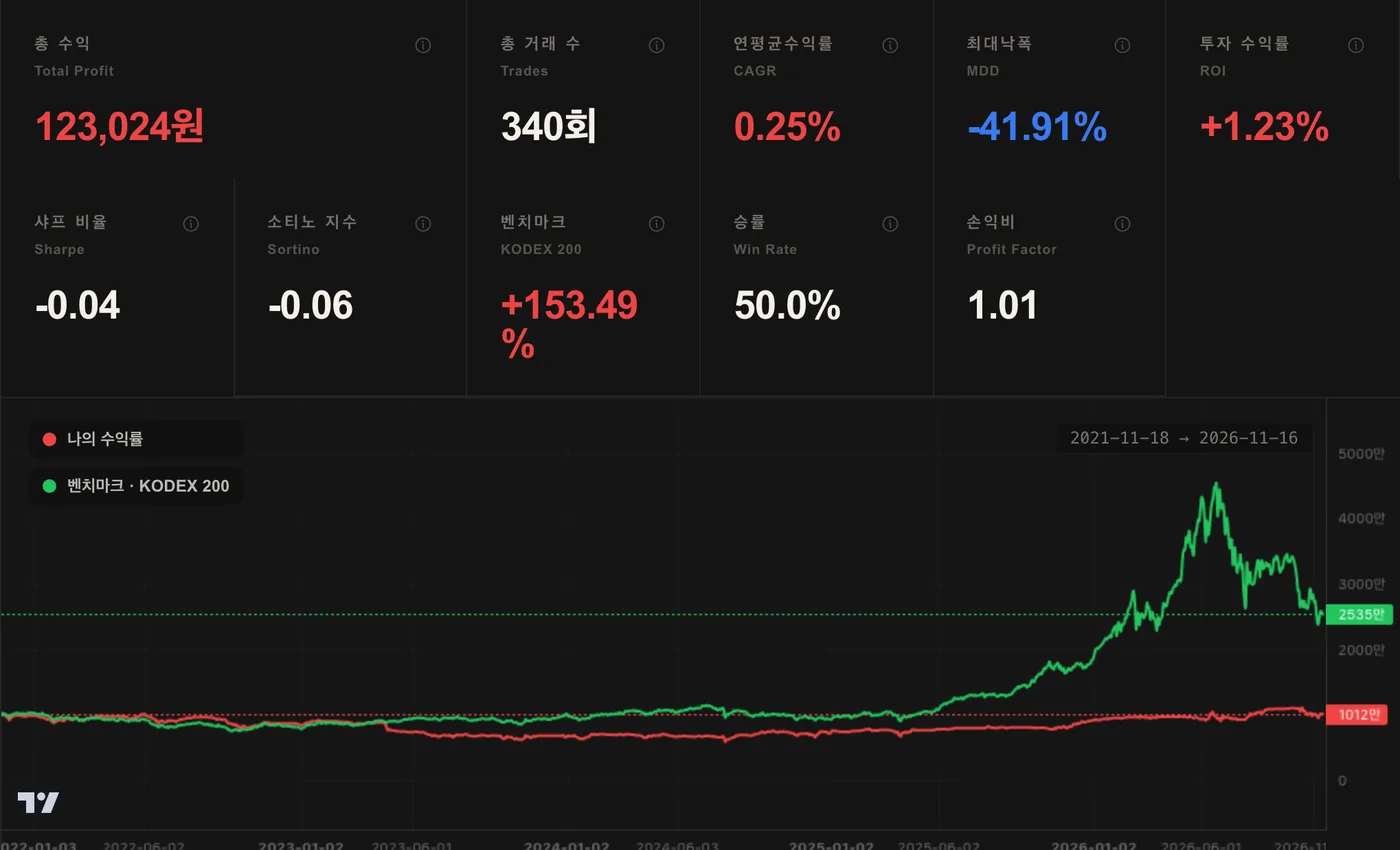 총 수익
Total Profit
123,024원
총 거래 수
Trades
340회
연평균수익률
CAGR
0.25%
최대낙폭
MDD
-41.91%
투자 수익률
ROI
+1.23%
샤프 비율
Sharpe
-0.04
소티노 지수
Sortino
-0.06
벤치마크
KODEX 200
+153.49
%
승률
Win Rate
50.0%
손익비
Profit Factor
1.01
나의 수익률
벤치마크 · KODEX 200
2021-11-18 → 2026-11-16
5000만
4000만
3000만
2535만
2000만
1012만
0
2022-06-02
2023-01-02
2023-06-01
2024-01-02
2024-06-03
2025-01-02
2025-06-02
2026-01-02
2026-06-01